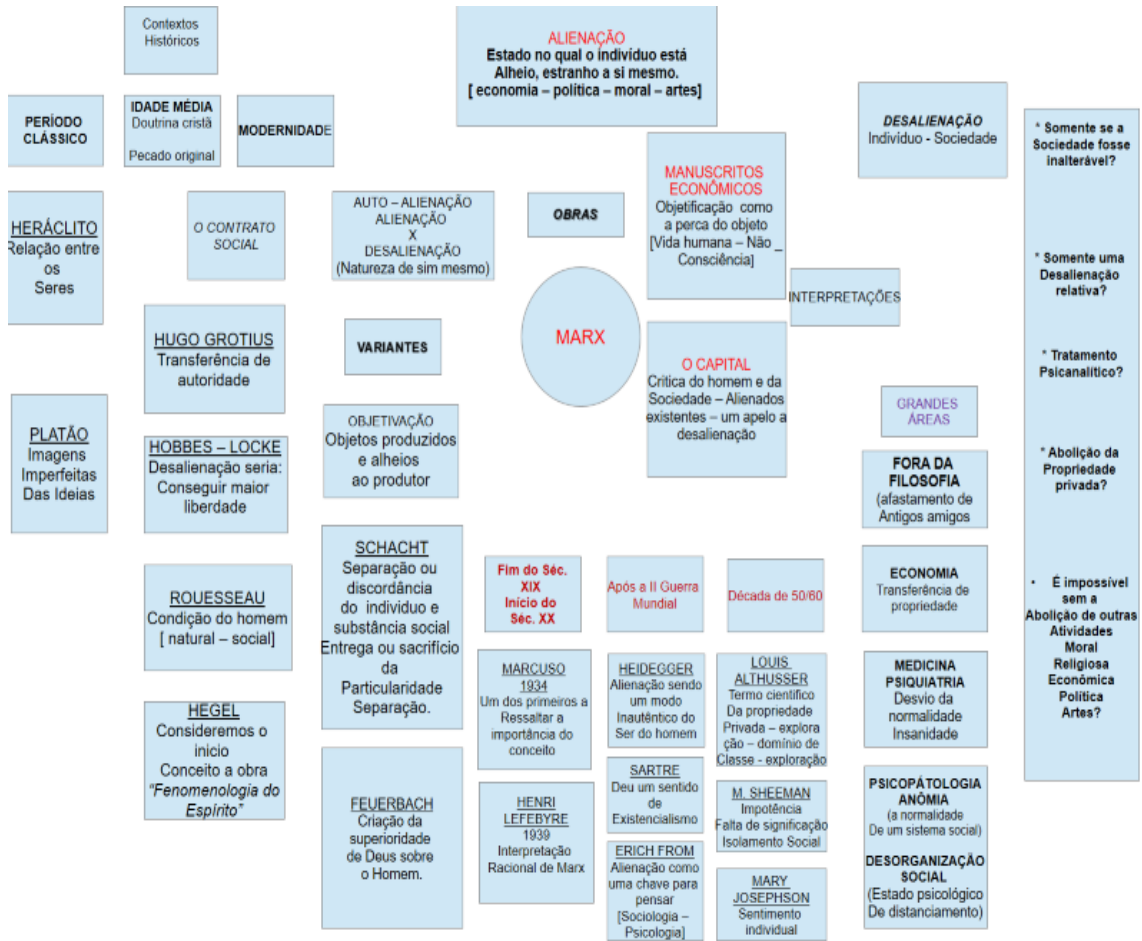 Contextos
Históricos
ALIENAÇÃO
Estado no qual o indivíduo está
Alheio, estranho a si mesmo.
[ economia – política – moral – artes]
PERÍODO
CLÁSSICO
IDADE MÉDIA
Doutrina cristã
Pecado original
MODERNIDADE
DESALIENAÇÃO
Indivíduo - Sociedade
HERÁCLITO
Relação entre
os
Seres
O CONTRATO
SOCIAL
AUTO – ALIENAÇÃO
ALIENAÇÃO
X
DESALIENAÇÃO
(Natureza de sim mesmo)
OBRAS
MANUSCRITOS
ECONÔMICOS
Objetificação como
a perca do objeto
[Vida humana – Não _
Consciência]
INTERPRETAÇÕES
MARX
HUGO GROTIUS
Transferência de
autoridade
VARIANTES
O CAPITAL
Critica do homem e da
Sociedade – Alienados
existentes – um apelo a
desalienação
PLATÃO
Imagens
Imperfeitas
Das Ideias
HOBBES – LOCKE
Desalienação seria:
Conseguir maior
liberdade
OBJETIVAÇÃO
Objetos produzidos
e alheios
ao produtor
GRANDES
ÁREAS
FORA DA
FILOSOFIA
(afastamento de
Antigos amigos
ROUESSEAU
Condição do homem
[ natural – social]
SCHACHT
Separação ou
discordância
do individuo e
substância social
Entrega ou sacrifício
da
Particularidade
Separação.
Fim do Séc.
XIX
Início do
Séc. XX
Após a II Guerra
Mundial
Década de 50/60
ECONOMIA
Transferência de
propriedade
HEGEL
Consideremos o
inicio
Conceito a obra
“Fenomenologia do
Espírito”
FEUERBACH
Criação da
superioridade
de Deus sobre
o Homem.
MARCUSO
1934
Um dos primeiros a
Ressaltar a
importância do
conceito
HENRI
LEFEBYRE
1939
Interpretação
Racional de Marx
HEIDEGGER
Alienação sendo
um modo
Inautêntico do
Ser do homem
SARTRE
Deu um sentido
de
Existencialismo
ERICH FROM
Alienação como
uma chave para
pensar
[Sociologia –
Psicologia]
LOUIS
ALTHUSSER
Termo cientifico
Da propriedade
Privada – explora
ção – domínio de
Classe - exploração
M. SHEEMAN
Impotência
Falta de significação
Isolamento Social
MARY
JOSEPHSON
Sentimento
individual
MEDICINA
PSIQUIATRIA
Desvio da
normalidade
Insanidade
PSICOPÁTOLOGIA
ANÔMIA
(a normalidade
De um sistema social)
DESORGANIZAÇÃO
SOCIAL
(Estado psicológico
De distanciamento)
* Somente se a
Sociedade fosse
inalterável?
* Somente uma
Desalienação
relativa?
* Tratamento
Psicanalítico?
* Abolição da
Propriedade
privada?
• É impossível
sem a
Abolição de outras
Atividades
Moral
Religiosa
Econômica
Política
Artes?